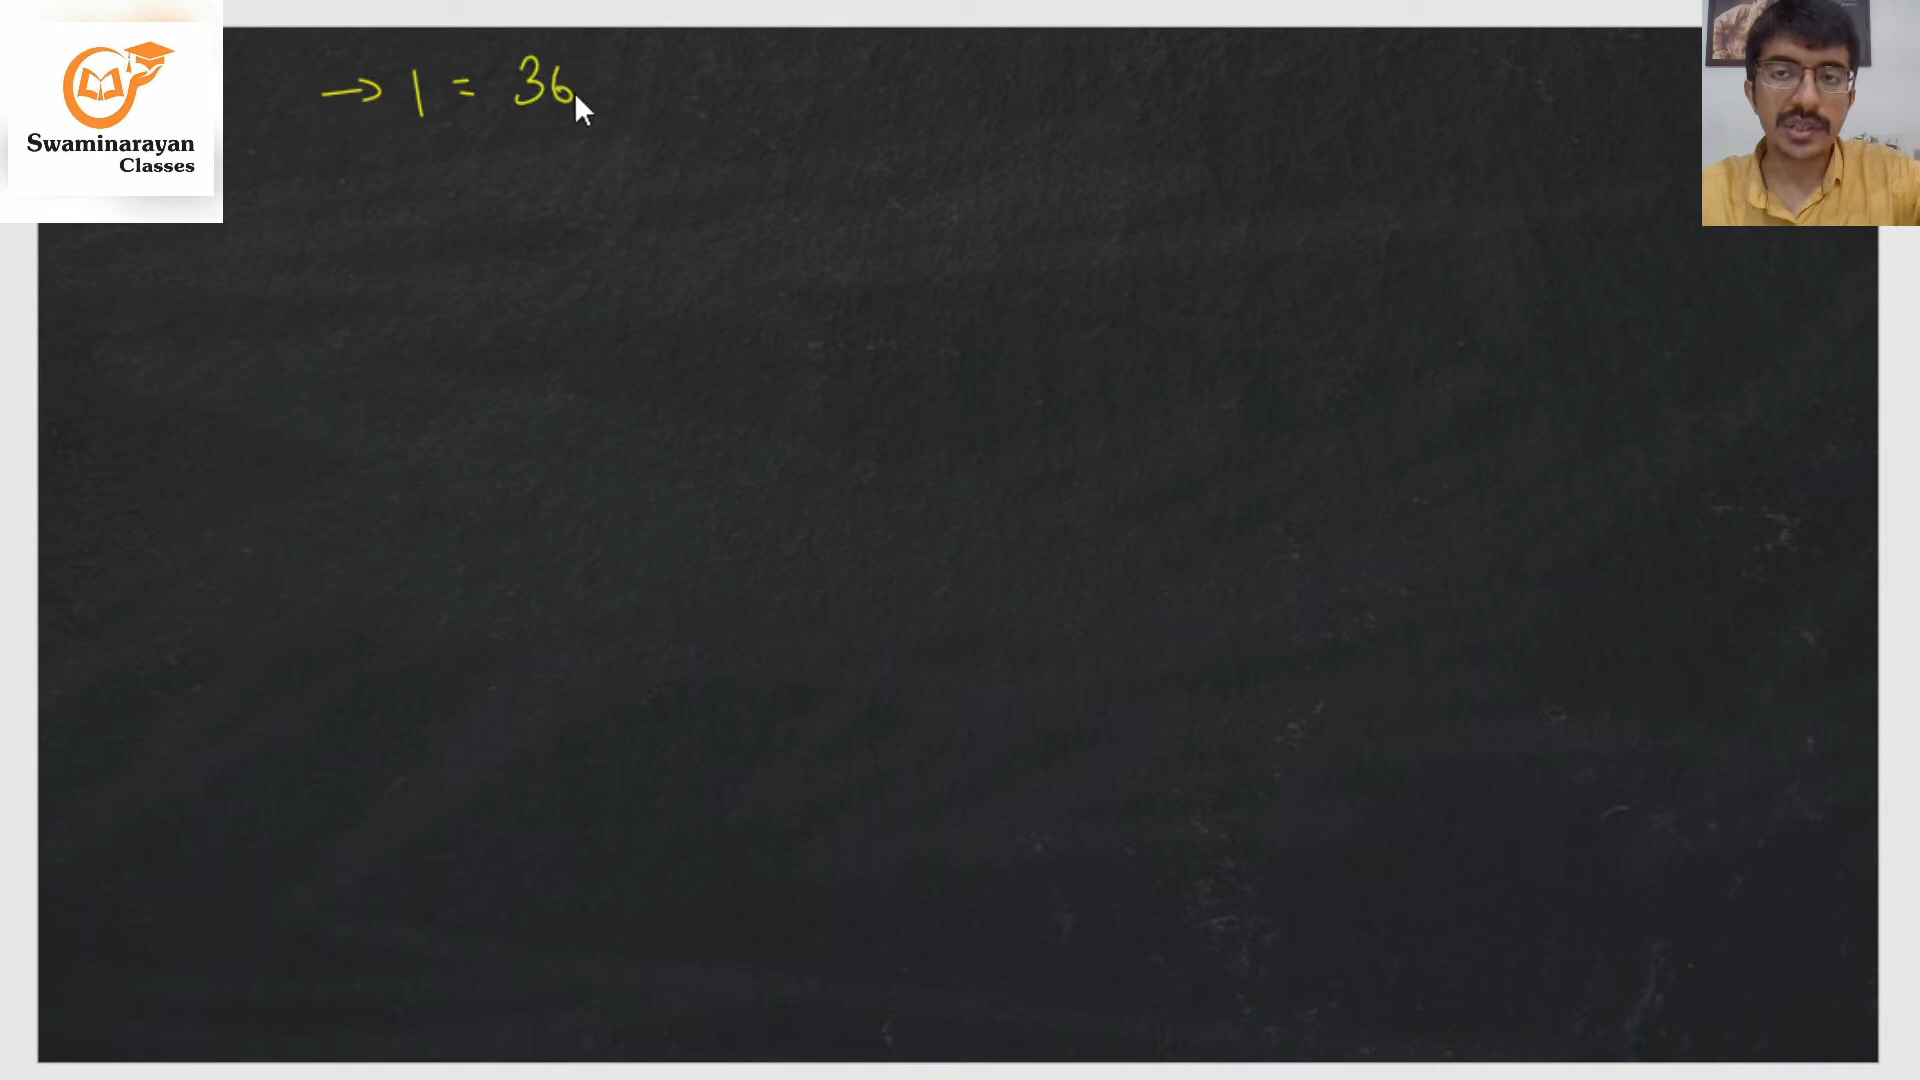 → 1 = 36
Swaminarayan
Classes